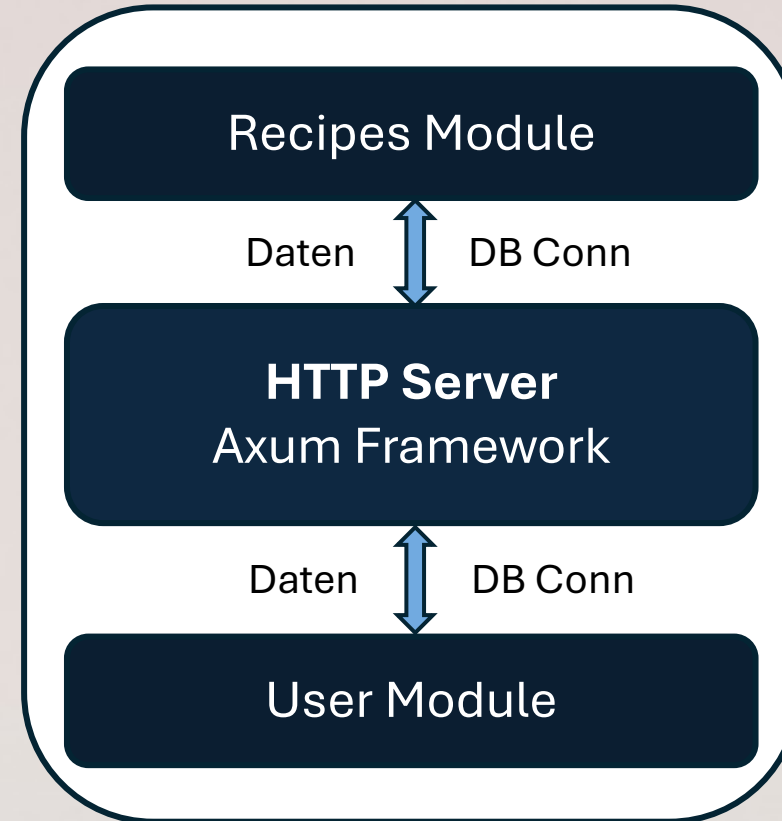 Recipes Module
Daten DB Conn
HTTP Server
Axum Framework
Daten DB Conn
User Module